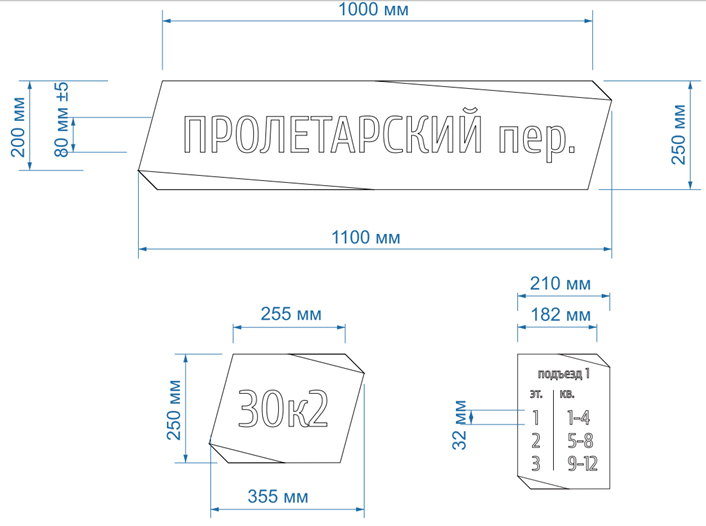 1000 мм
200 мм
80 мм ±5
ПРОЛЕТАРСКИЙ пер.
250 мм
1100 мм
255 мм
250 мм
30к2
355 мм
210 мм
182 мм
32 мм
подъезд 1
эт. кв.
1 1-4
2 5-8
3 9-12